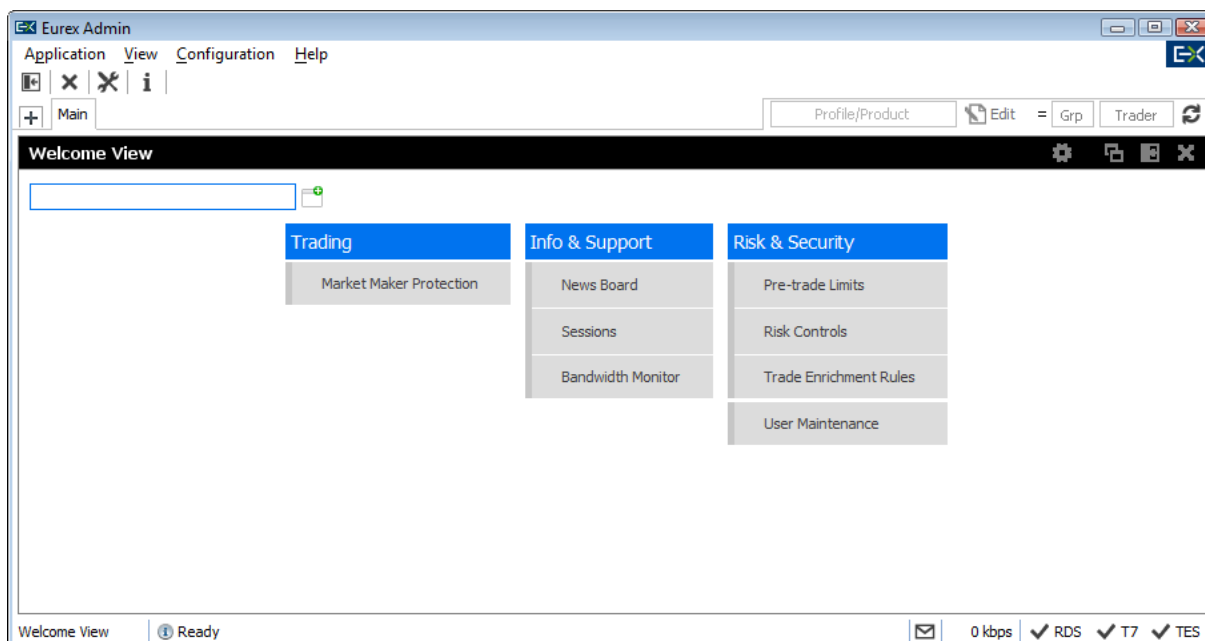 Eurex Admin
Application View Configuration Help
EX
Main Profile/Product Edit = Grp Trader
Welcome View
Trading Info & Support Risk & Security
Market Maker Protection News Board Pre-trade Limits
Sessions Risk Controls
Bandwidth Monitor Trade Enrichment Rules
User Maintenance
Welcome View Ready 0 kbps RDS T7 TES